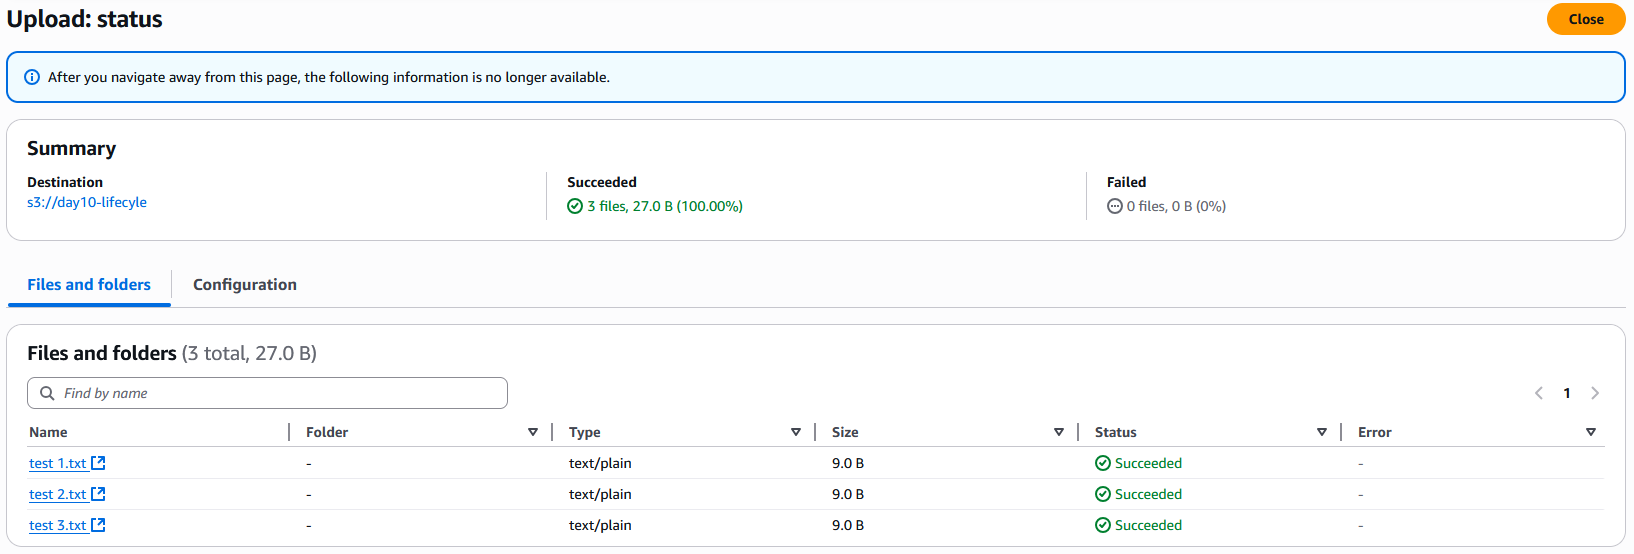 Upload: status
Close
After you navigate away from this page, the following information is no longer available.
Summary
Destination
s3://day10-lifecyle
Succeeded
3 files, 27.0 B (100.00%)
Failed
0 files, 0 B (0%)
Files and folders
Configuration
Files and folders (3 total, 27.0 B)
Find by name
1
Name Folder Type Size Status Error
test 1.txt - text/plain 9.0 B Succeeded -
test 2.txt - text/plain 9.0 B Succeeded -
test 3.txt - text/plain 9.0 B Succeeded -